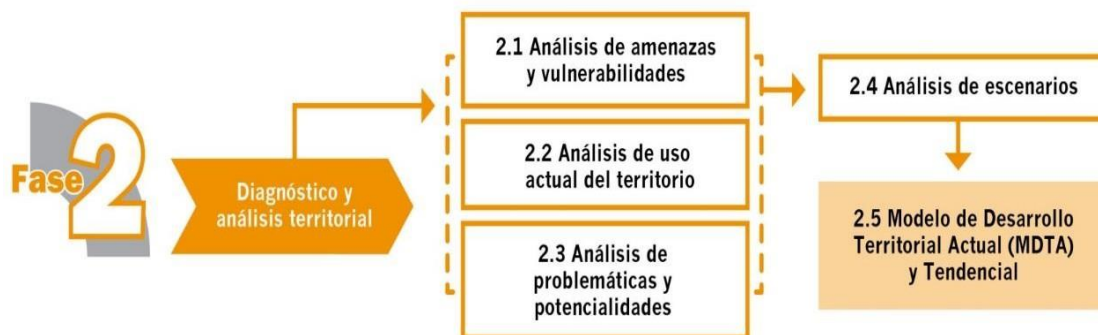 Fase 2
Diagnóstico y
análisis territorial
2.1 Análisis de amenazas
y vulnerabilidades
2.2 Análisis de uso
actual del territorio
2.3 Análisis de
problemáticas y
potencialidades
2.4 Análisis de escenarios
2.5 Modelo de Desarrollo
Territorial Actual (MDTA)
y Tendencial